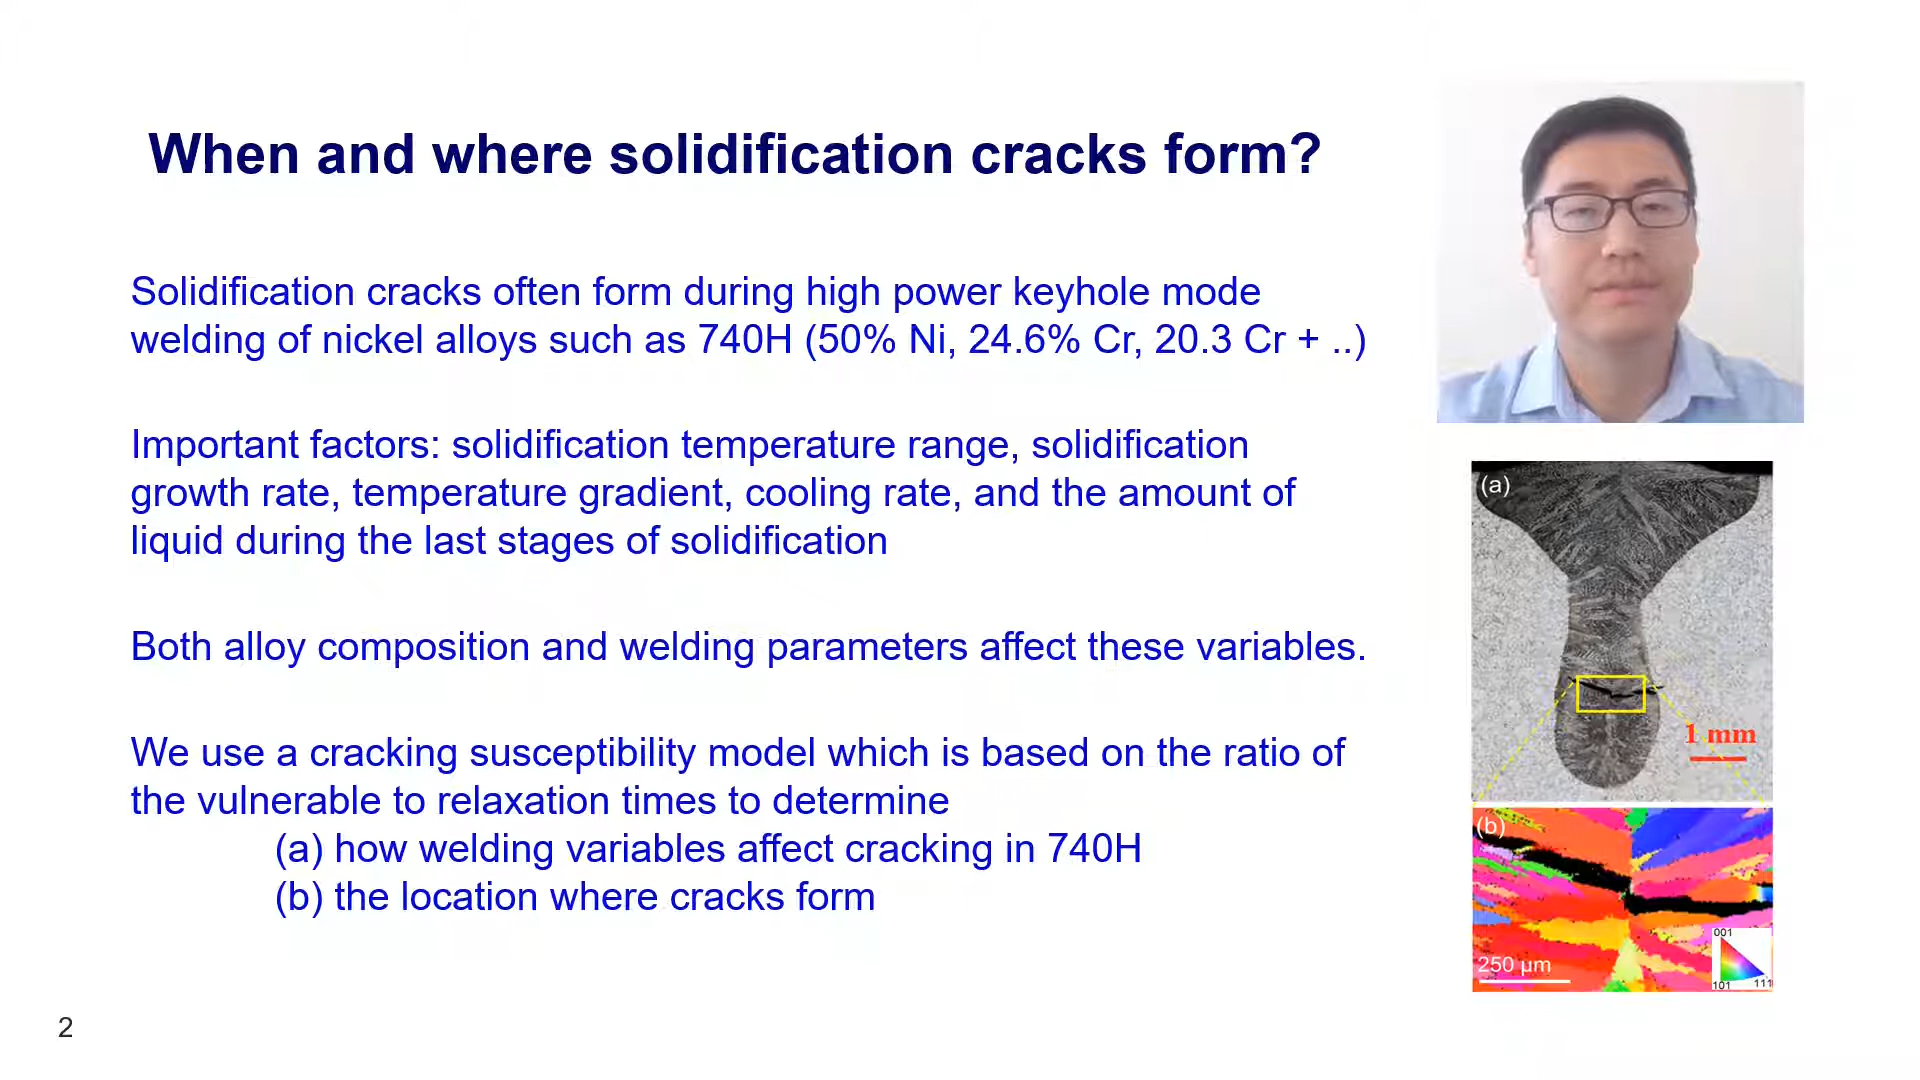 When and where solidification cracks form?
Solidification cracks often form during high power keyhole mode
welding of nickel alloys such as 740H (50% Ni, 24.6% Cr, 20.3 Cr + ..)
Important factors: solidification temperature range, solidification
growth rate, temperature gradient, cooling rate, and the amount of
liquid during the last stages of solidification
Both alloy composition and welding parameters affect these variables.
We use a cracking susceptibility model which is based on the ratio of
the vulnerable to relaxation times to determine
(a) how welding variables affect cracking in 740H
(b) the location where cracks form
(a)
1 mm
(b)
250 μm
001
101
111
2